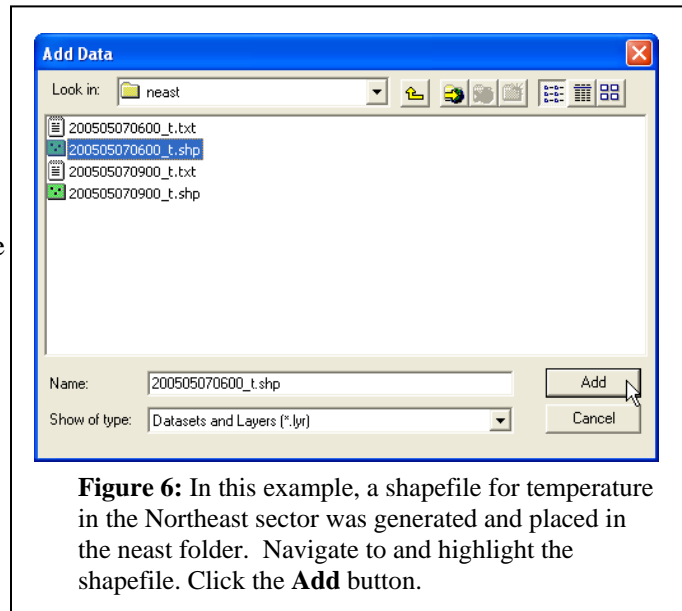 Add Data
Look in: neast
200505070600_t.txt
200505070600_t.shp
200505070900_t.txt
200505070900_t.shp
e
Name: 200505070600_t.shp Add
Show of type: Datasets and Layers (*.lyr) Cancel
Figure 6: In this example, a shapefile for temperature
in the Northeast sector was generated and placed in
the neast folder. Navigate to and highlight the
shapefile. Click the Add button.